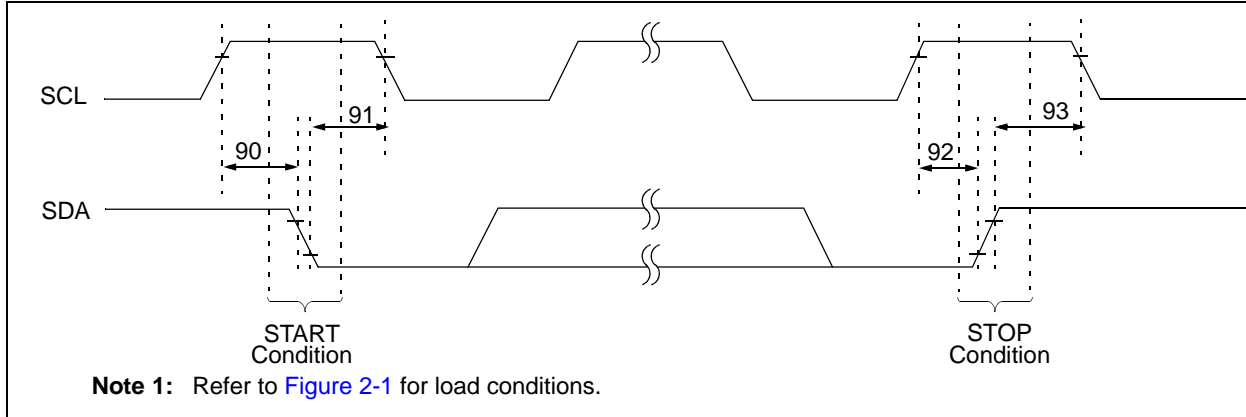 SCL
91
93
90
92
SDA
START
Condition
STOP
Condition
Note 1: Refer to Figure 2-1 for load conditions.